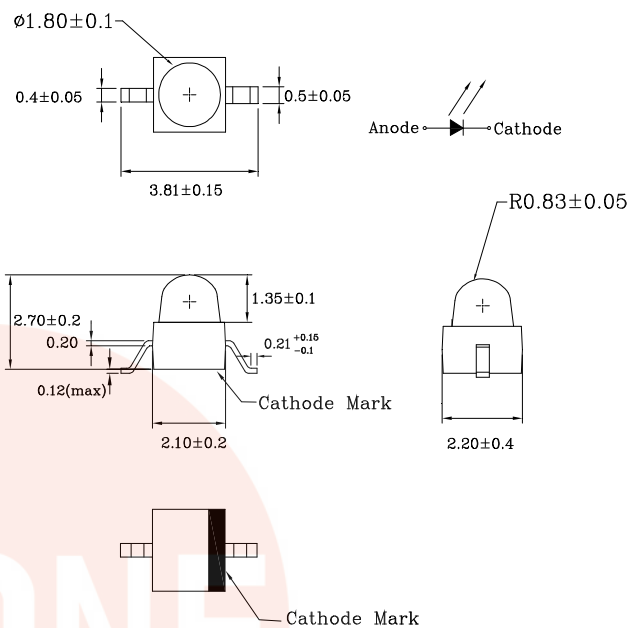 ø1.80±0.1
0.4±0.05
0.5±0.05
3.81±0.15
Anode
Cathode
R0.83±0.05
2.70±0.2
1.35±0.1
0.20
0.21 +0.15 -0.1
0.12(max)
Cathode Mark
2.10±0.2
2.20±0.4
Cathode Mark
ONE